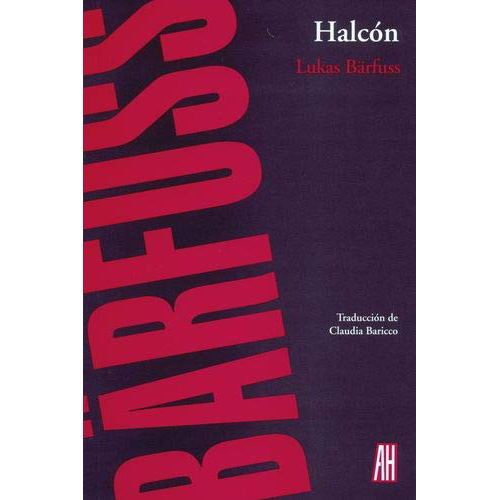 Halcón
Lukas Bärfuss
BÄRFUSS
Traducción de
Claudia Baricco
AH